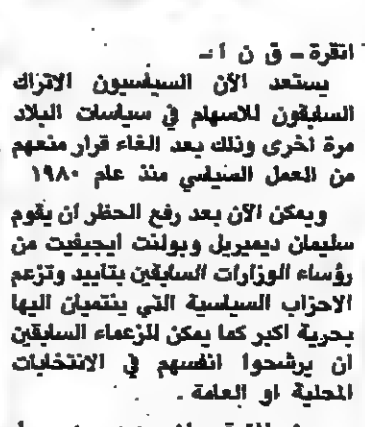 انقرة ـ ق ن ا ـ
يستعد الآن السياسيون الاتراك
السابقون للاسهام في سياسات البلاد
مرة اخرى وذلك بعد الغاء قرار منعهم
من العمل السياسي منذ عام ١٩٨٠
ويمكن الآن بعد رفع الحظر ان يقوم
سليمان ديميريل وبولنت ايجيفيت من
رؤساء الوزارات السابقين بتاييد وتزعم
الاحزاب السياسية التي ينتميان اليها
بحرية اكبر كما يمكن للزعماء السابقين
ان يرشحوا انفسهم في الانتخابات
المحلية او العامة .